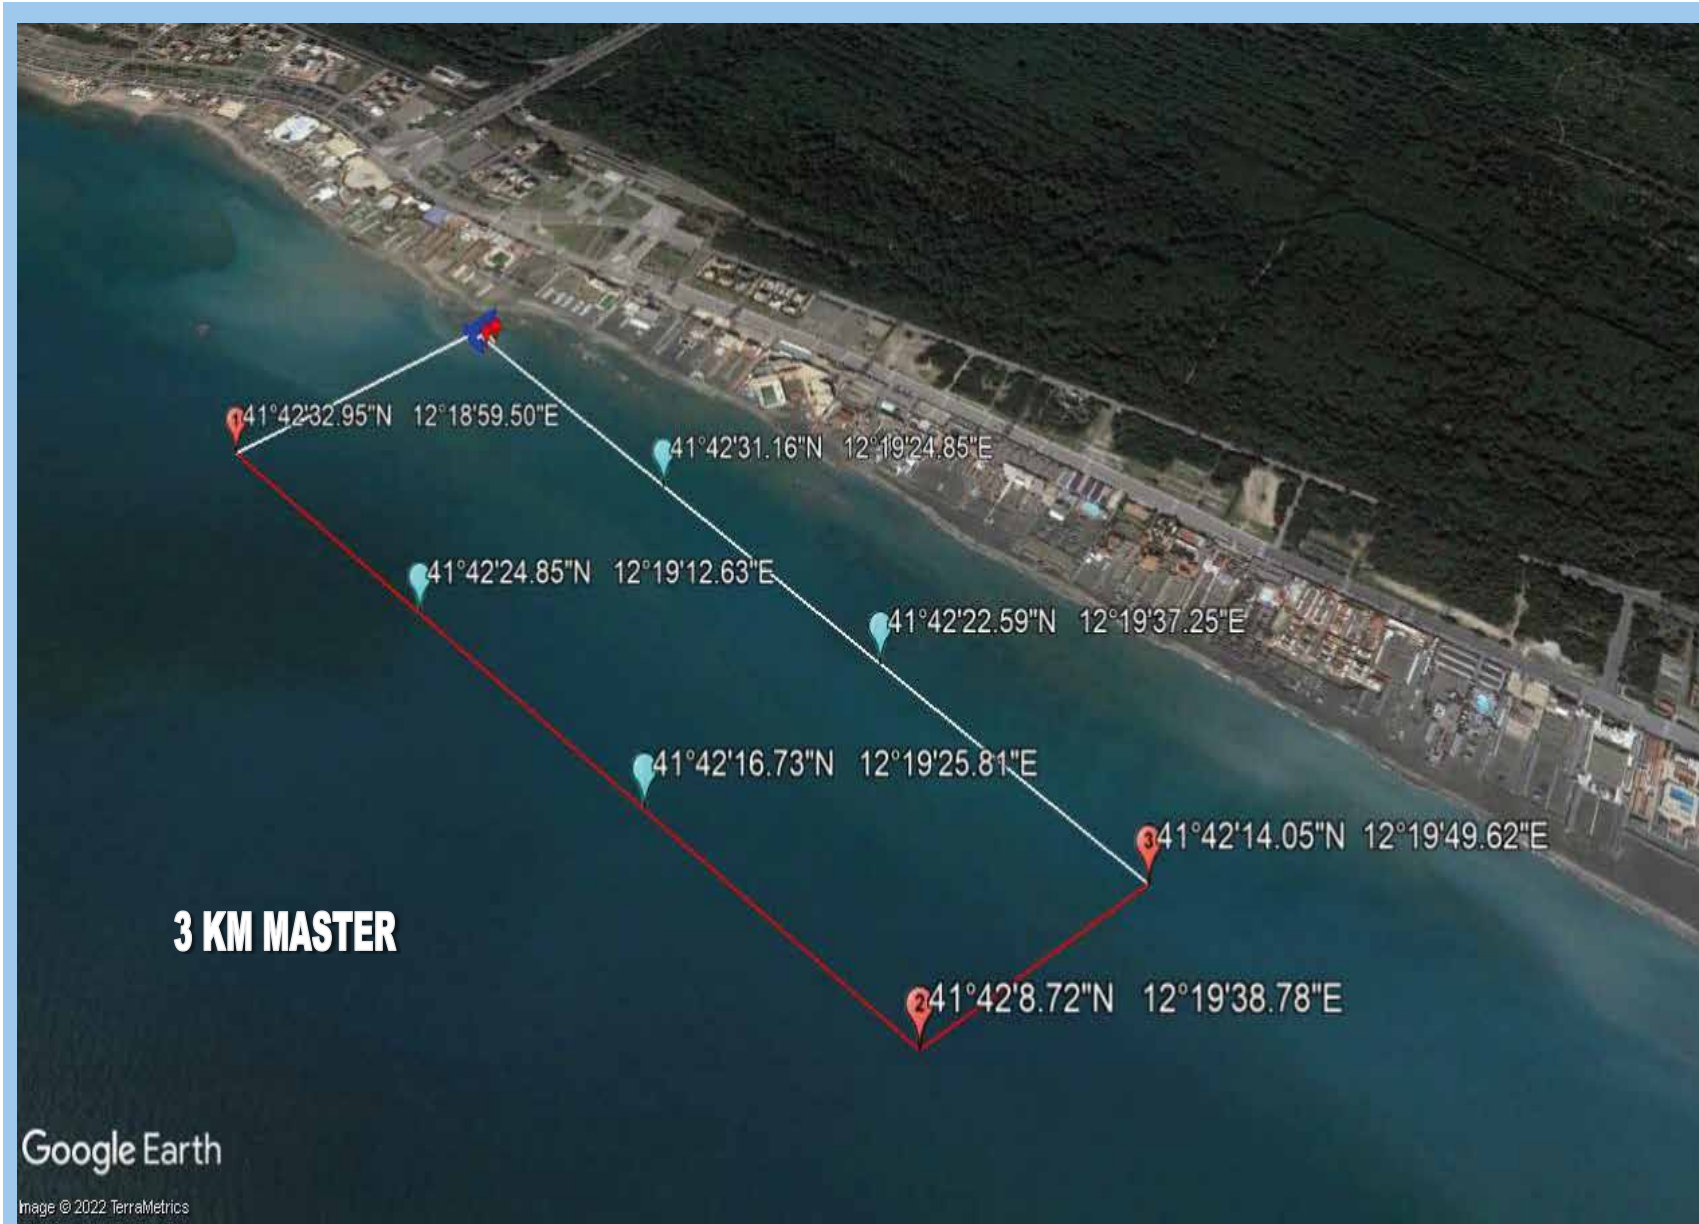 1
41°42'32.95"N   12°18'59.50"E
41°42'31.16"N   12°19'24.85"E
41°42'24.85"N   12°19'12.63"E
41°42'22.59"N   12°19'37.25"E
41°42'16.73"N   12°19'25.81"E
3
41°42'14.05"N  12°19'49.62"E
3 KM MASTER
2
41°42'8.72"N   12°19'38.78"E
Google Earth
Image © 2022 TerraMetrics